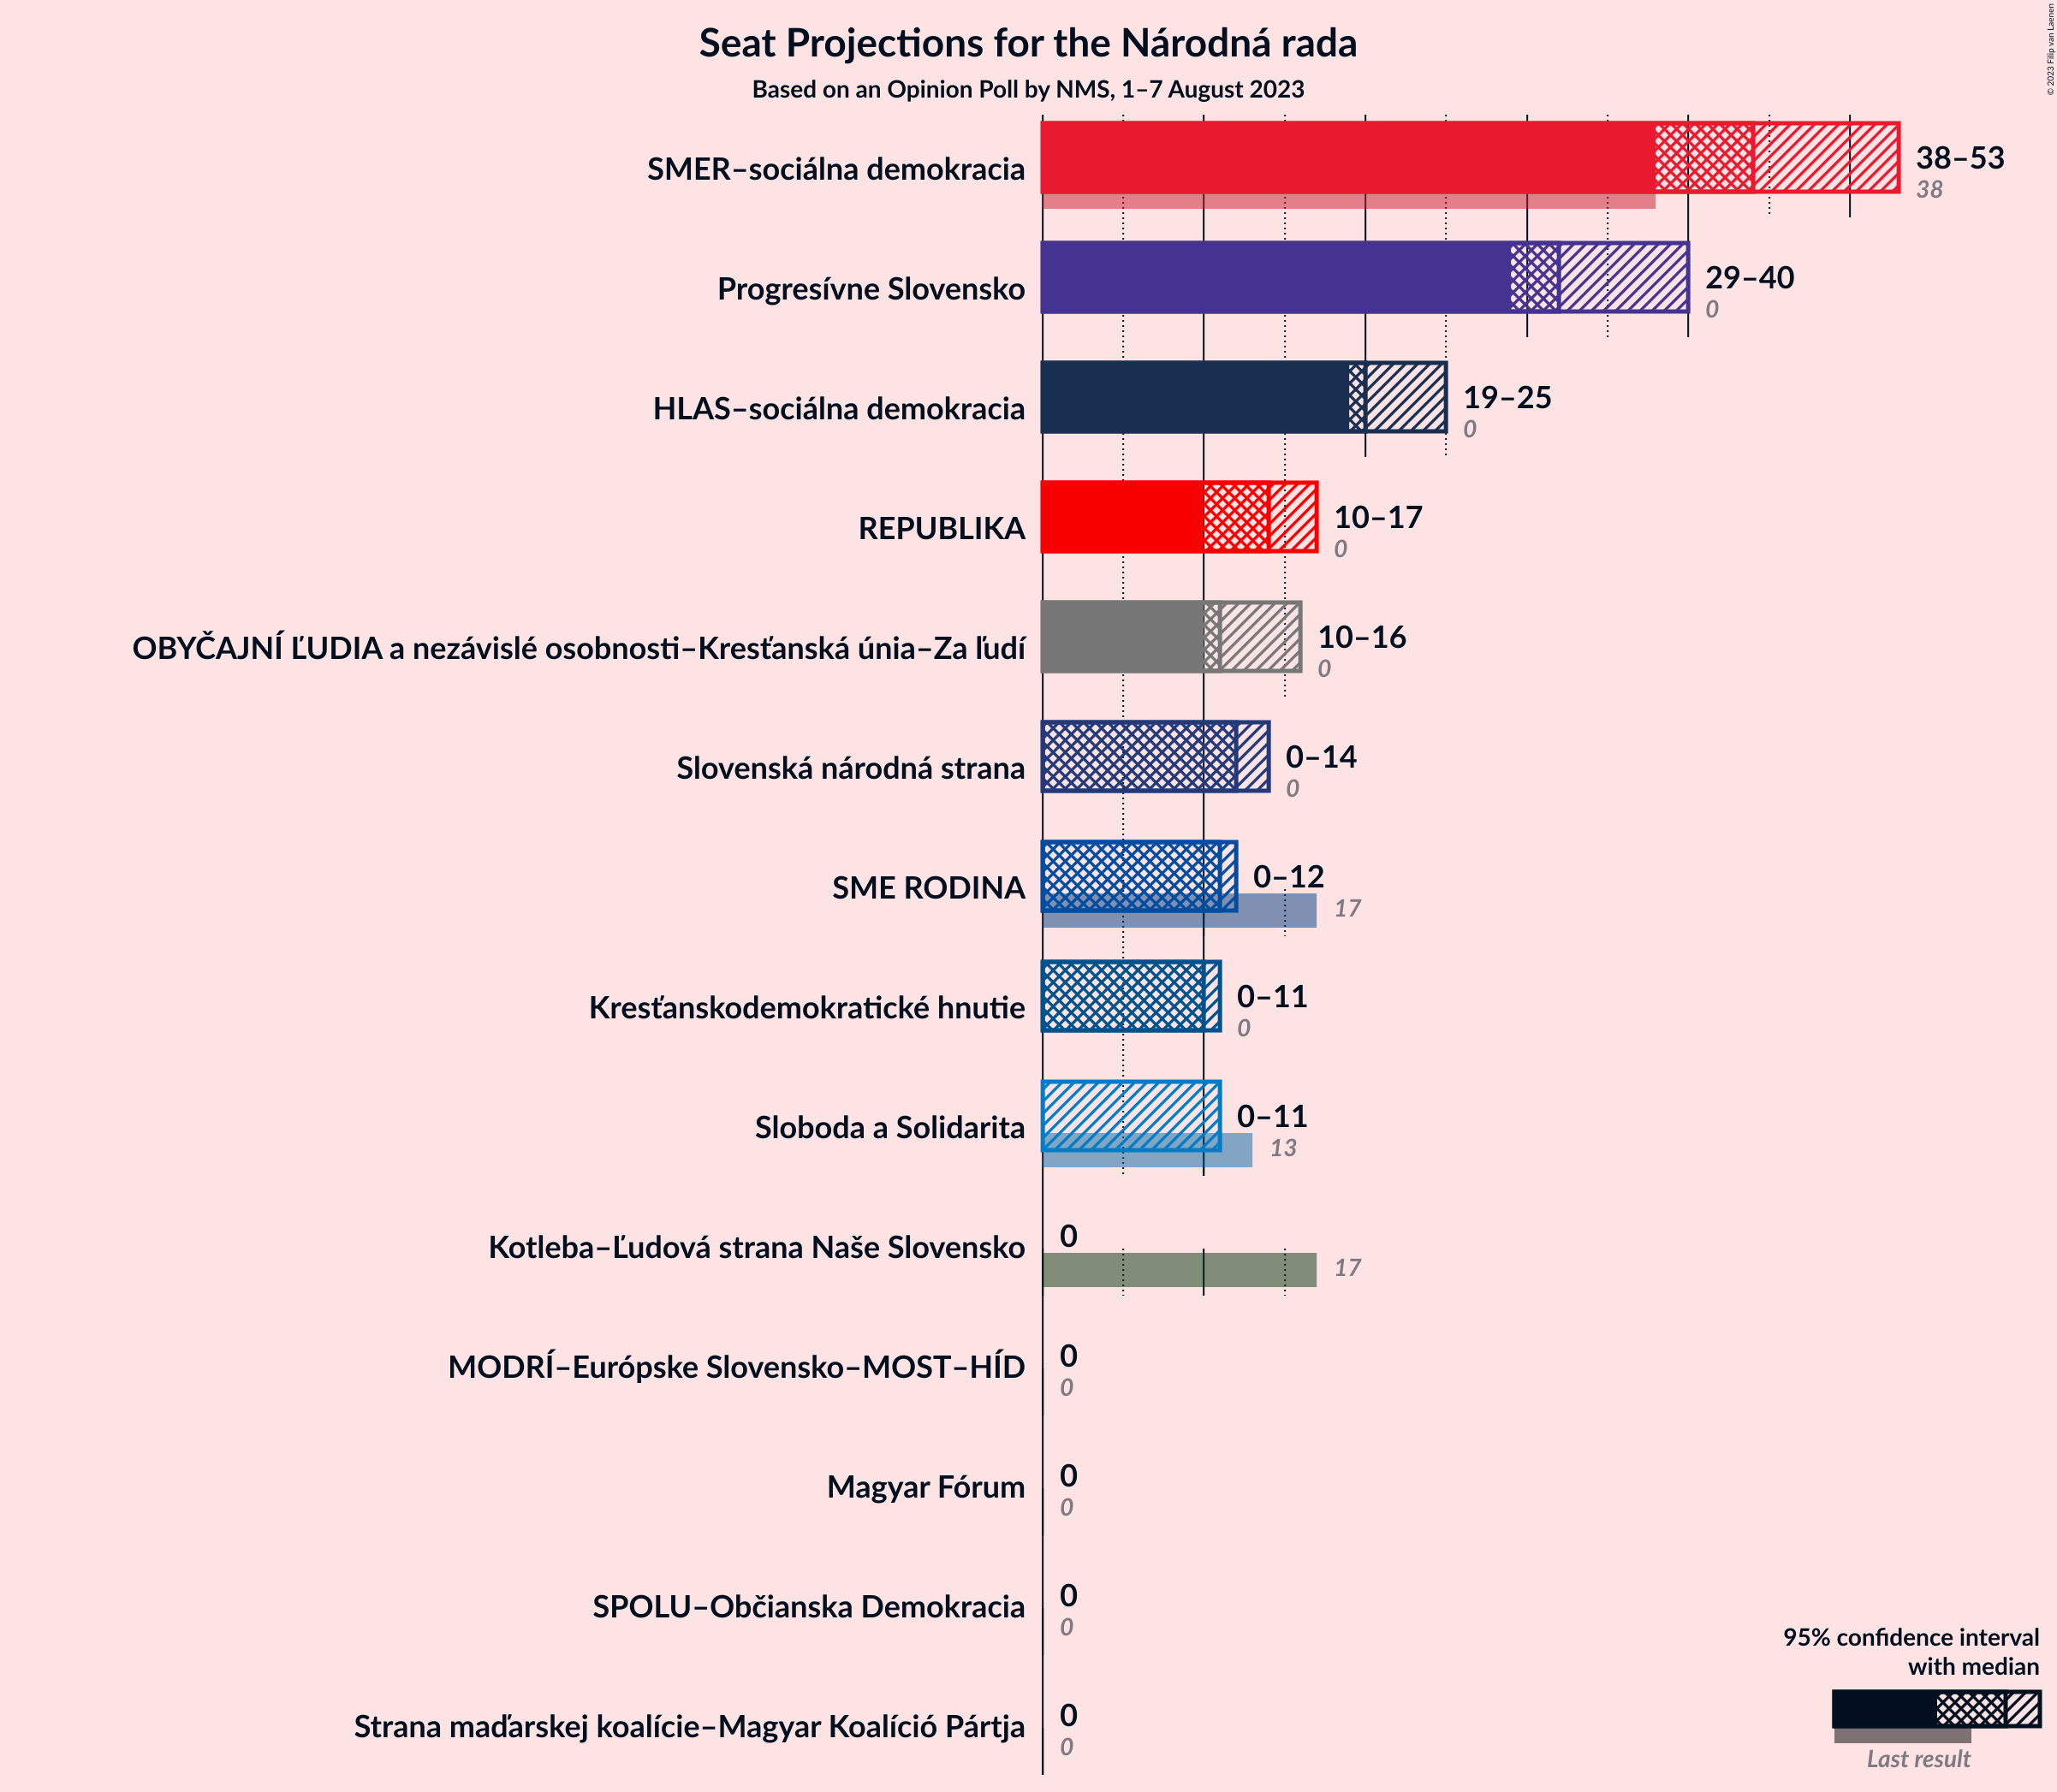 Seat Projections for the Národná rada
Based on an Opinion Poll by NMS, 1–7 August 2023
© 2023 Filip van Laenen
SMER–sociálna demokracia
38–53
38
Progresívne Slovensko
29–40
0
HLAS–sociálna demokracia
19–25
0
REPUBLIKA
10–17
0
OBYČAJNÍ ĽUDIA a nezávislé osobnosti–Kresťanská únia–Za ľudí
10–16
0
Slovenská národná strana
0–14
0
SME RODINA
0–12
17
Kresťanskodemokratické hnutie
0–11
0
Sloboda a Solidarita
0–11
13
Kotleba–Ľudová strana Naše Slovensko
0
17
MODRÍ–Európske Slovensko–MOST–HÍD
0
0
Magyar Fórum
0
0
SPOLU–Občianska Demokracia
0
0
Strana maďarskej koalície–Magyar Koalíció Pártja
0
0
95% confidence interval
with median
Last result